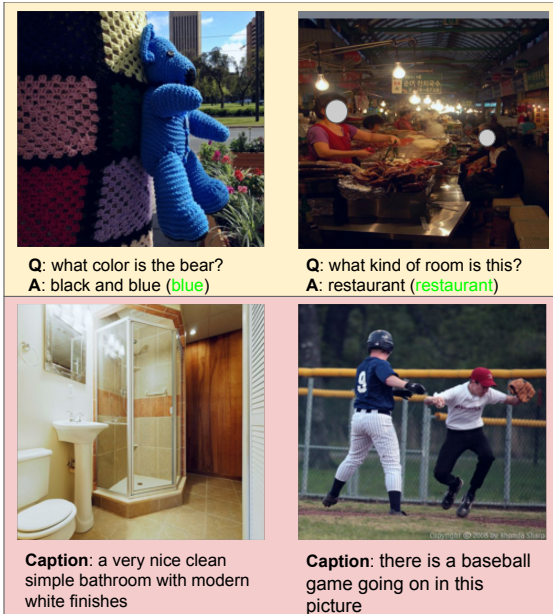 Q: what color is the bear?
A: black and blue (blue)
Q: what kind of room is this?
A: restaurant (restaurant)
9
Caption: a very nice clean
simple bathroom with modern
white finishes
Caption: there is a baseball
game going on in this
picture